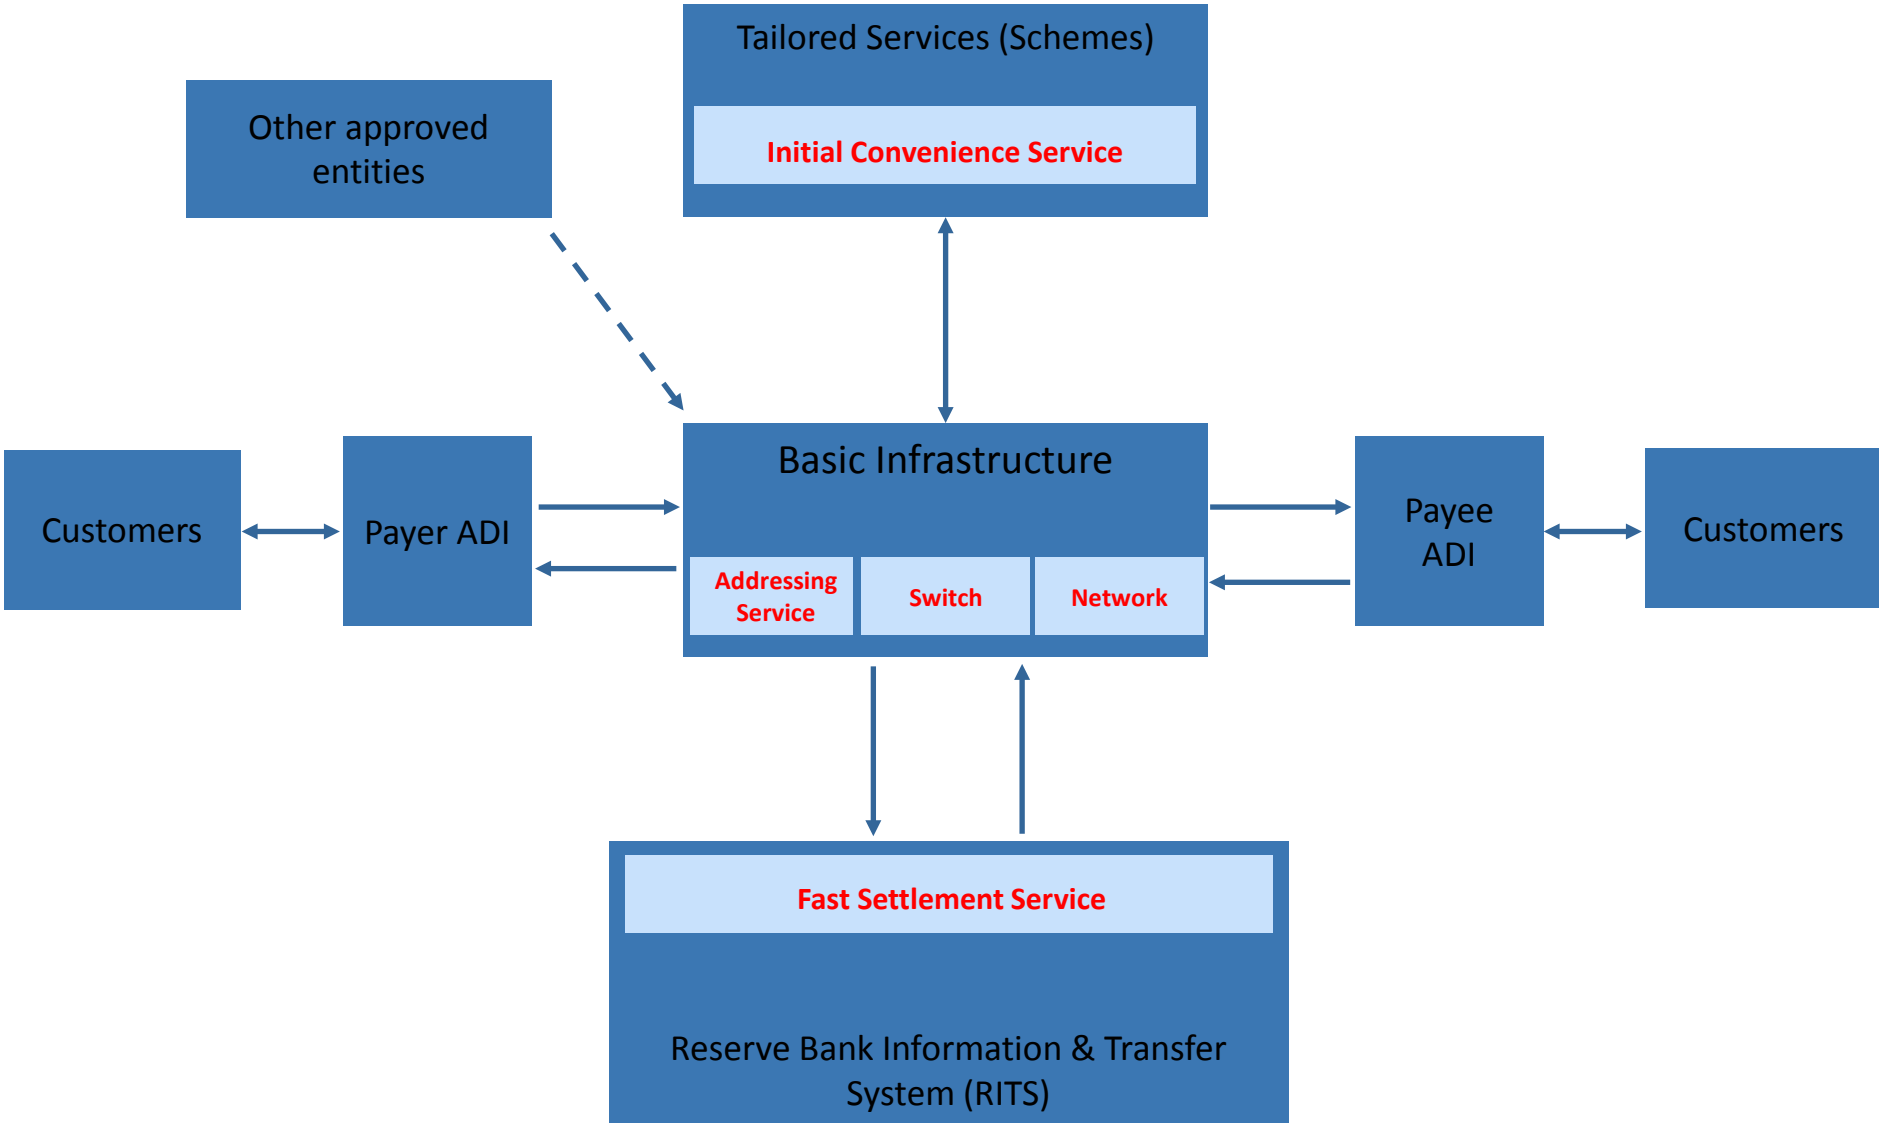 Tailored Services (Schemes)
Initial Convenience Service
Other approved
entities
Basic Infrastructure
Addressing
Service
Switch
Network
Customers
Payer ADI
Payee
ADI
Customers
Fast Settlement Service
Reserve Bank Information & Transfer
System (RITS)